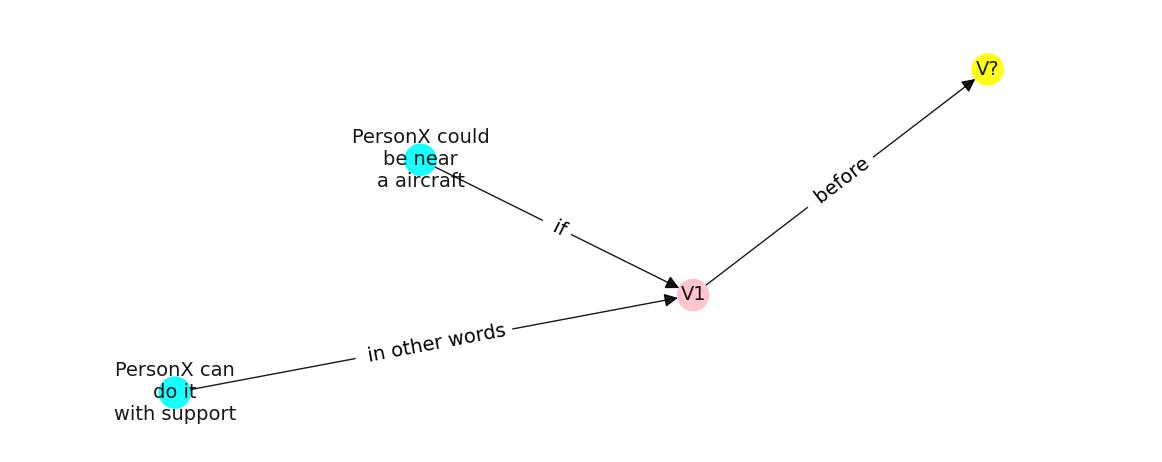 V?
PersonX could
be near
a aircraft
before
if
V1
in other words
PersonX can
do it
with support